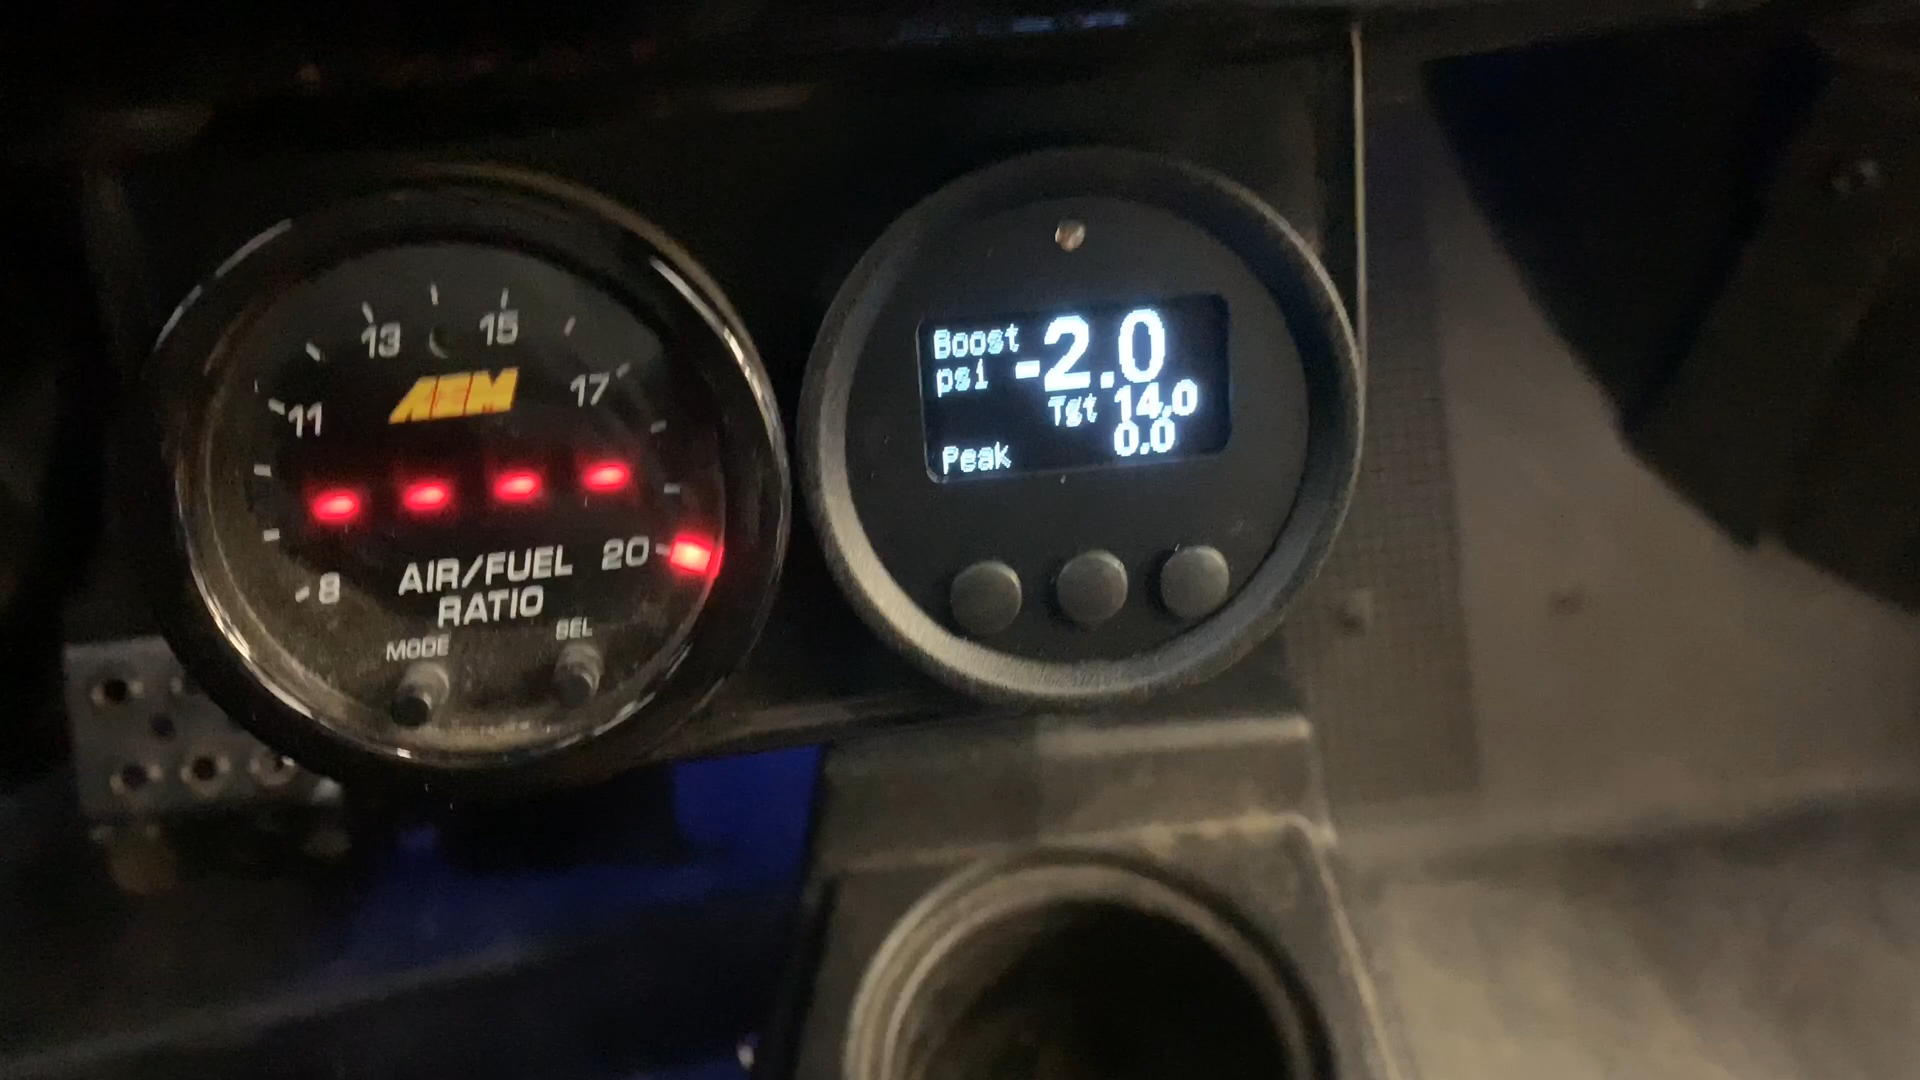 13 15
AEM
11 17
- - - -
AIR/FUEL 20
8 RATIO
MODE SEL
Boost -2.0
psi
Tgt 14.0
Peak 0.0